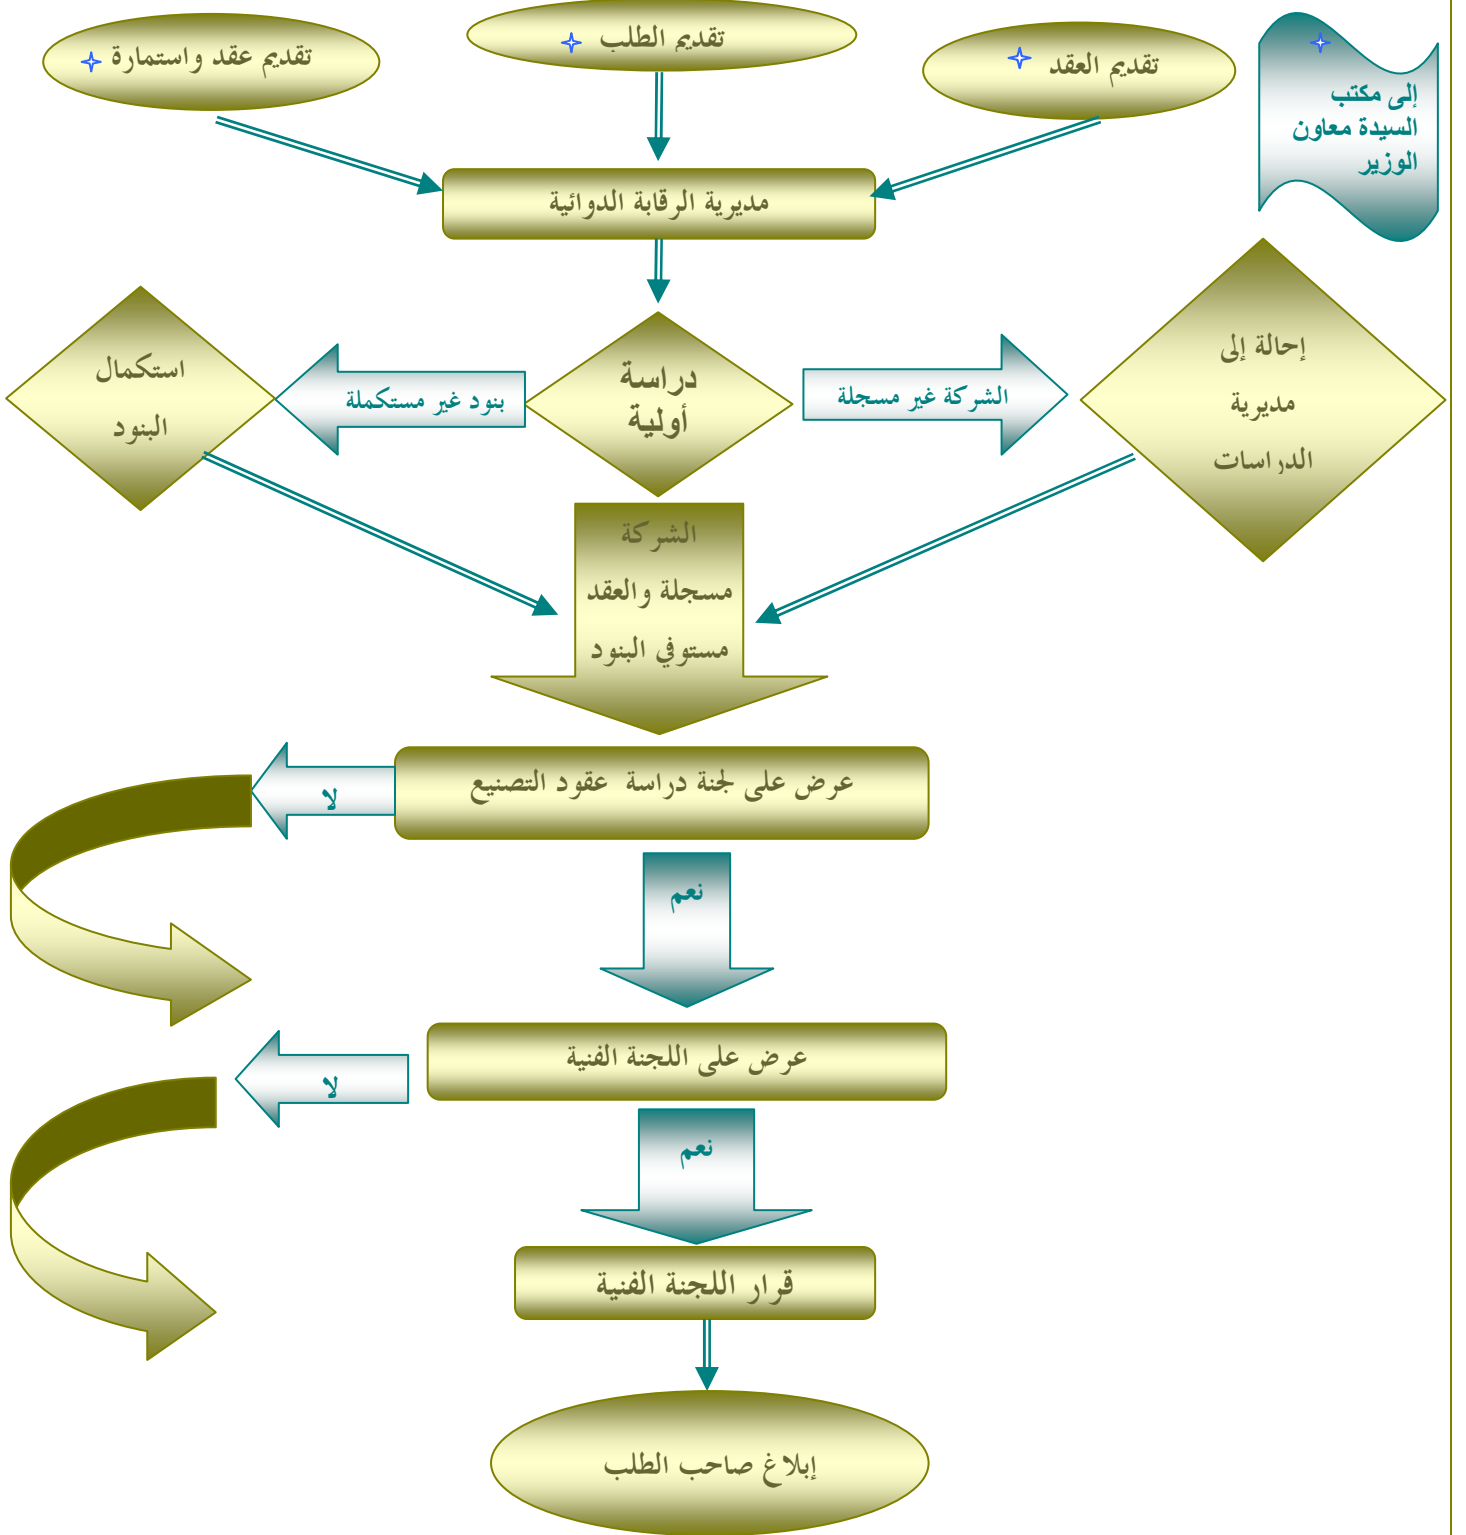 تقديم العقد
تقديم الطلب
تقديم عقد واستمارة
إلى مكتب
السيدة معاون
الوزير
مديرية الرقابة الدوائية
إحالة إلى
مديرية
الدراسات
الشركة غير مسجلة
دراسة
أولية
بنود غير مستكملة
استكمال
البنود
الشركة
مسجلة والعقد
مستوفي البنود
عرض على لجنة دراسة عقود التصنيع
لا
نعم
عرض على اللجنة الفنية
لا
نعم
قرار اللجنة الفنية
إبلاغ صاحب الطلب